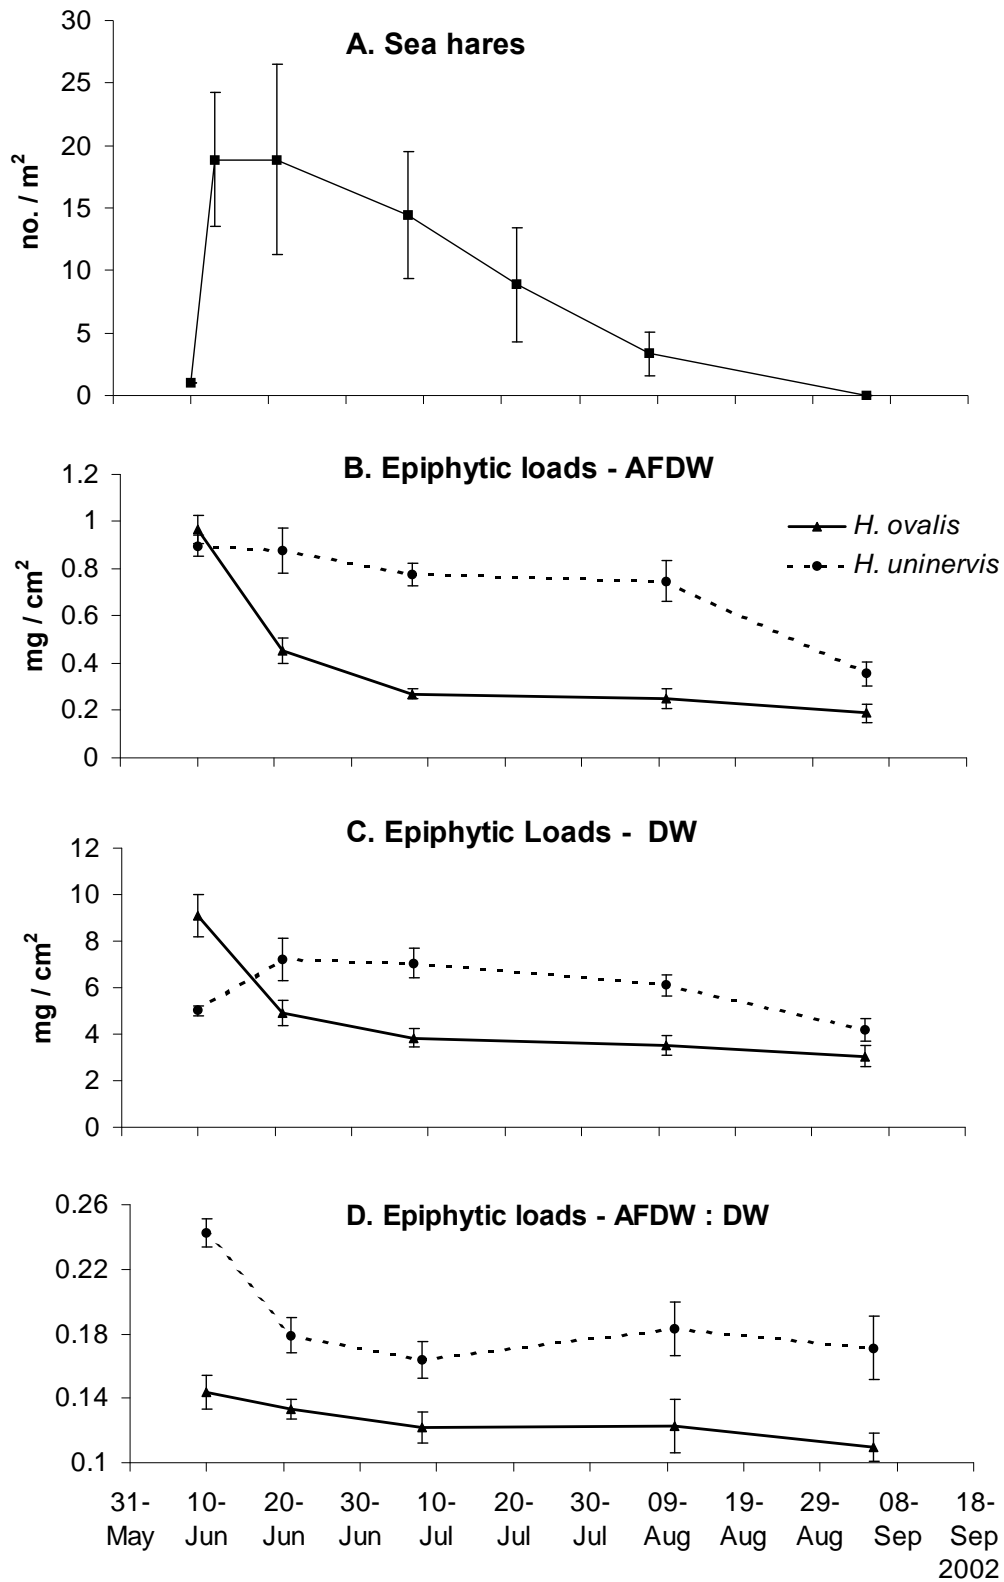 A. Sea hares
30
25
20
15
10
5
0
no. / m²
B. Epiphytic loads - AFDW
1.2
1
0.8
0.6
0.4
0.2
0
mg / cm²
H. ovalis
H. uninervis
C. Epiphytic Loads - DW
12
10
8
6
4
2
0
mg / cm²
D. Epiphytic loads - AFDW : DW
0.26
0.22
0.18
0.14
0.1
31- 10- 20- 30- 10- 20- 30- 09- 19- 29- 08- 18-
May Jun Jun Jun Jul Jul Jul Aug Aug Aug Sep Sep
2002